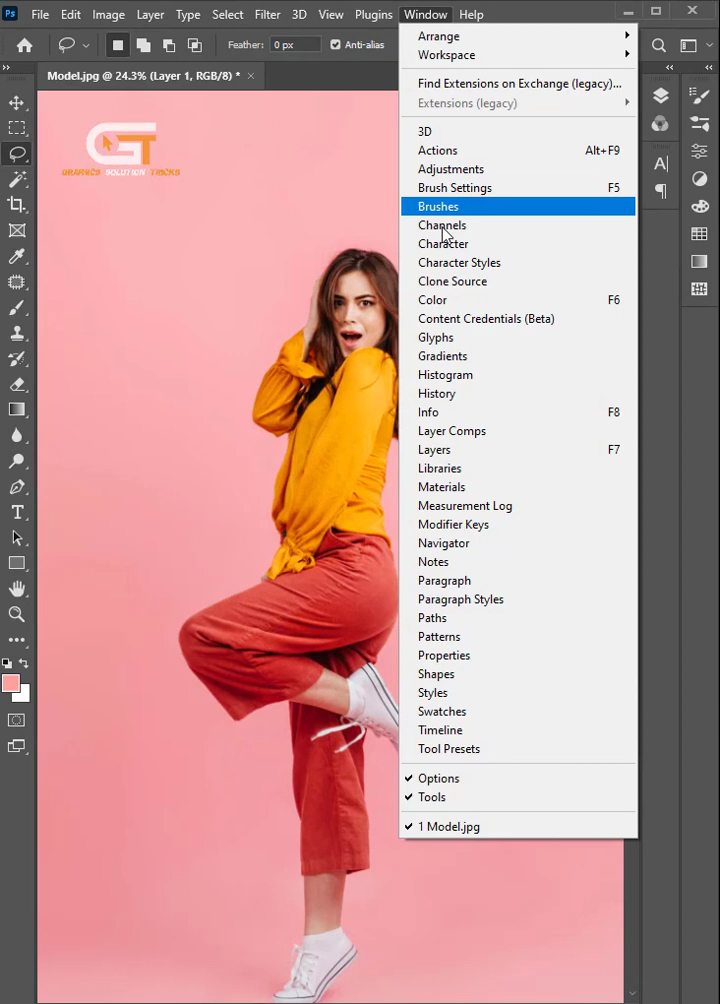 Ps File Edit Image Layer Type Select Filter 3D View Plugins Window Help
Feather: 0 px Anti-alias
Model.jpg @ 24.3% (Layer 1, RGB/8) *
GT
GRAPHICS SOLUTION TRICKS
Arrange
Workspace
Find Extensions on Exchange (legacy)...
Extensions (legacy)
3D
Actions Alt+F9
Adjustments
Brush Settings F5
Brushes
Channels
Character
Character Styles
Clone Source
Color F6
Content Credentials (Beta)
Glyphs
Gradients
Histogram
History
Info F8
Layer Comps
Layers F7
Libraries
Materials
Measurement Log
Modifier Keys
Navigator
Notes
Paragraph
Paragraph Styles
Paths
Patterns
Properties
Shapes
Styles
Swatches
Timeline
Tool Presets
Options
Tools
1 Model.jpg